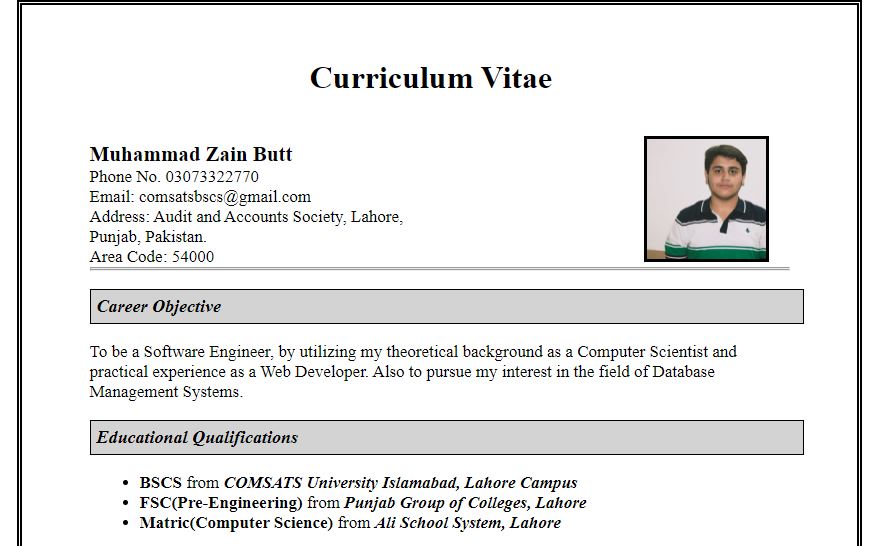 Curriculum Vitae
Muhammad Zain Butt
Phone No. 03073322770
Email: comsatsbscs@gmail.com
Address: Audit and Accounts Society, Lahore,
Punjab, Pakistan.
Area Code: 54000
Career Objective
To be a Software Engineer, by utilizing my theoretical background as a Computer Scientist and
practical experience as a Web Developer. Also to pursue my interest in the field of Database
Management Systems.
Educational Qualifications
• BSCS from COMSATS University Islamabad, Lahore Campus
• FSC(Pre-Engineering) from Punjab Group of Colleges, Lahore
• Matric(Computer Science) from Ali School System, Lahore